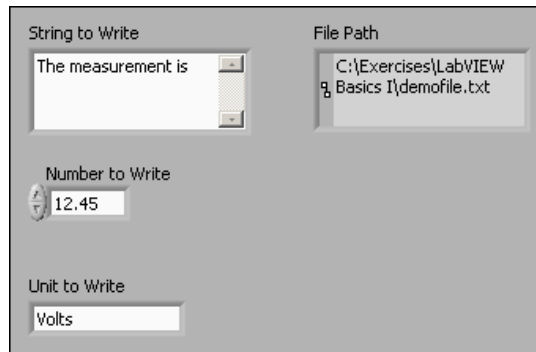 String to Write
The measurement is
File Path
C:\Exercises\LabVIEW
Basics I\demofile.txt
Number to Write
12.45
Unit to Write
Volts